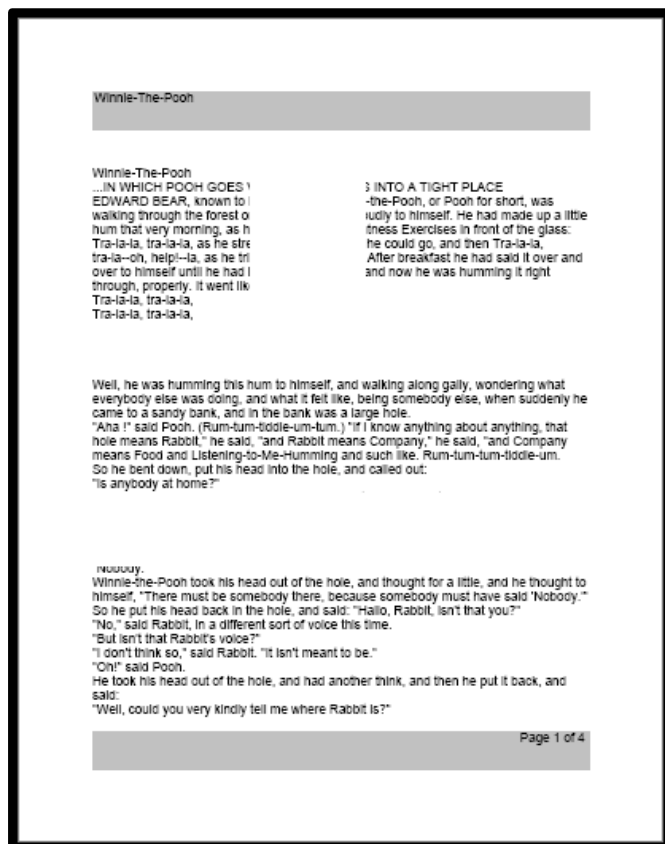 Winnie-The-Pooh
Winnie-The-Pooh
...IN WHICH POOH GOES INTO A TIGHT PLACE
EDWARD BEAR, known to -the-Pooh, or Pooh for short, was
walking through the forest to himself. He had made up a little
hum that very morning, as Exercises in front of the glass:
Tra-la-la, tra-la-la, as he he could go, and then Tra-la-la,
tra-la--oh, help!--la, as he After breakfast he had said it over and
over to himself until he had and now he was humming it right
through, properly. It went
Tra-la-la, tra-la-la,
Tra-la-la, tra-la-la,
Well, he was humming this hum to himself, and walking along gaily, wondering what
everybody else was doing, and what it felt like, being somebody else, when suddenly he
came to a sandy bank, and in the bank was a large hole.
"Aha !" said Pooh. (Rum-tum-tiddle-um-tum.) "If I know anything about anything, that
hole means Rabbit," he said, "and Rabbit means Company," he said, "and Company
means Food and Listening-to-Me-Humming and such like. Rum-tum-tum-tiddle-um.
So he bent down, put his head into the hole, and called out:
"Is anybody at home?"
Winnie-the-Pooh took his head out of the hole, and thought for a little, and he thought to
himself, "There must be somebody there, because somebody must have said 'Nobody.'"
So he put his head back in the hole, and said: "Hallo, Rabbit, isn't that you?"
"No," said Rabbit, in a different sort of voice this time.
"But isn't that Rabbit's voice?"
"I don't think so," said Rabbit. "It isn't meant to be."
"Oh!" said Pooh.
He took his head out of the hole, and had another think, and then he put it back, and
said:
"Well, could you very kindly tell me where Rabbit is?"
Page 1 of 4